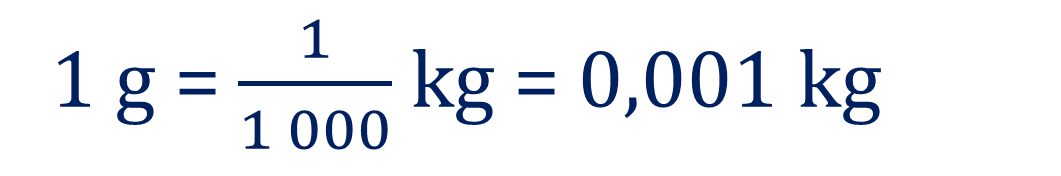 1 g = 1/1 000 kg = 0,001 kg